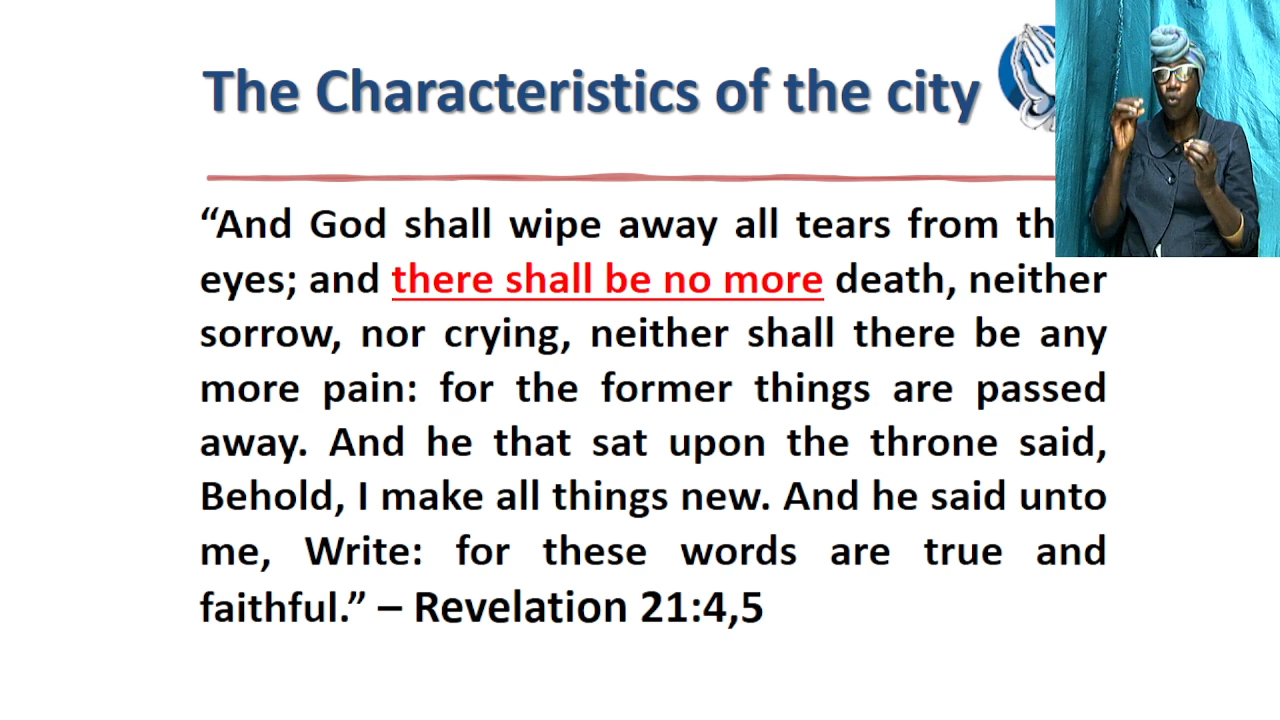 The Characteristics of the city
“And God shall wipe away all tears from
eyes; and there shall be no more death, neither
sorrow, nor crying, neither shall there be any
more pain: for the former things are passed
away. And he that sat upon the throne said,
Behold, I make all things new. And he said unto
me, Write: for these words are true and
faithful.” – Revelation 21:4,5